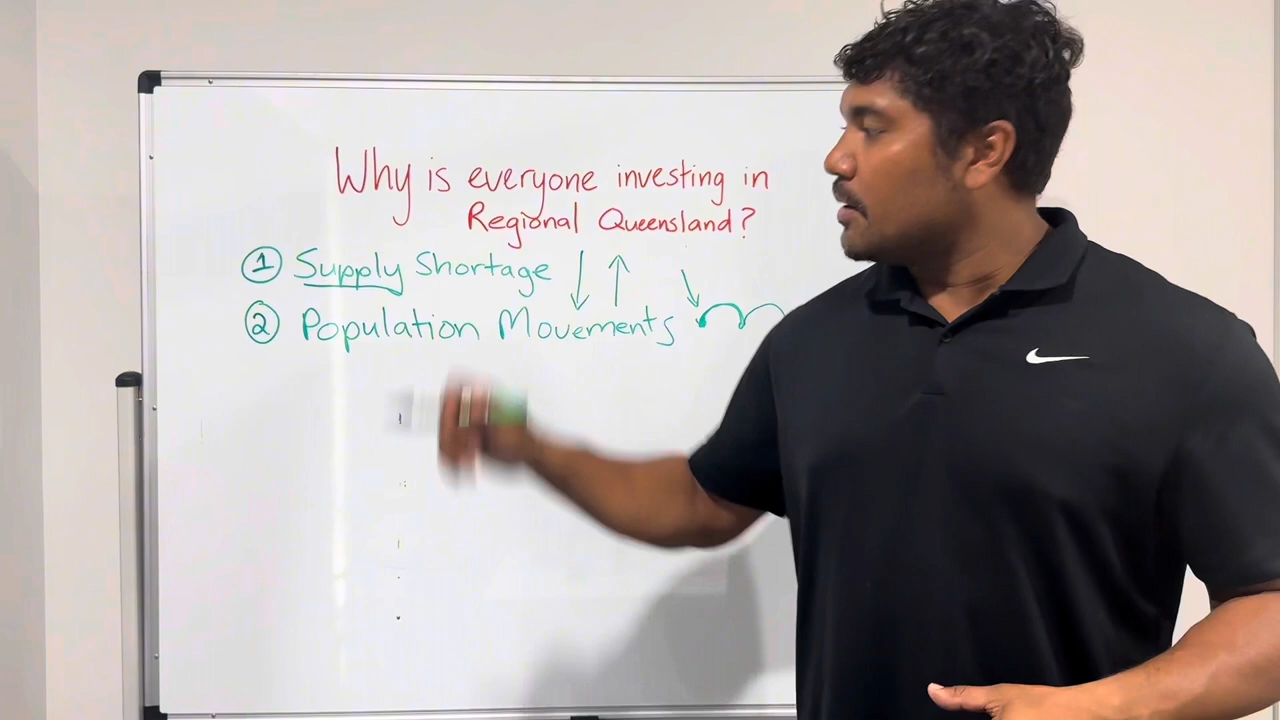 Why is everyone investing in
Regional Queensland?
① Supply Shortage ↓ ↑
② Population Movements